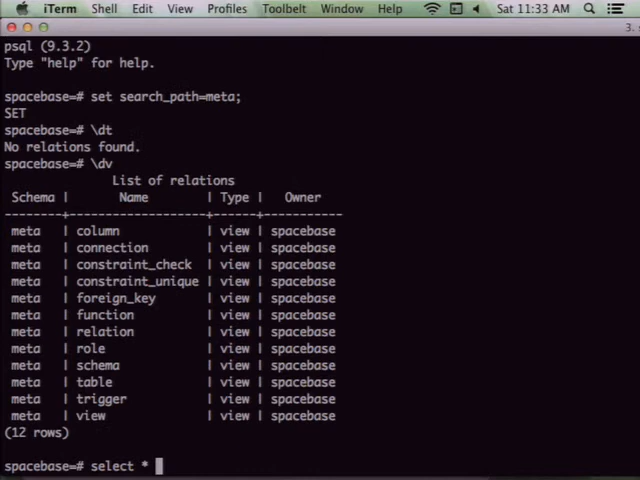 iTerm Shell Edit View Profiles Toolbelt Window Help Sat 11:33 AM
3.
psql (9.3.2)
Type "help" for help.
spacebase=# set search_path=meta;
SET
spacebase=# \dt
No relations found.
spacebase=# \dv
List of relations
Schema | Name | Type | Owner
--------+-------------------+------+-----------
meta | column | view | spacebase
meta | connection | view | spacebase
meta | constraint_check | view | spacebase
meta | constraint_unique | view | spacebase
meta | foreign_key | view | spacebase
meta | function | view | spacebase
meta | relation | view | spacebase
meta | role | view | spacebase
meta | schema | view | spacebase
meta | table | view | spacebase
meta | trigger | view | spacebase
meta | view | view | spacebase
(12 rows)
spacebase=# select *